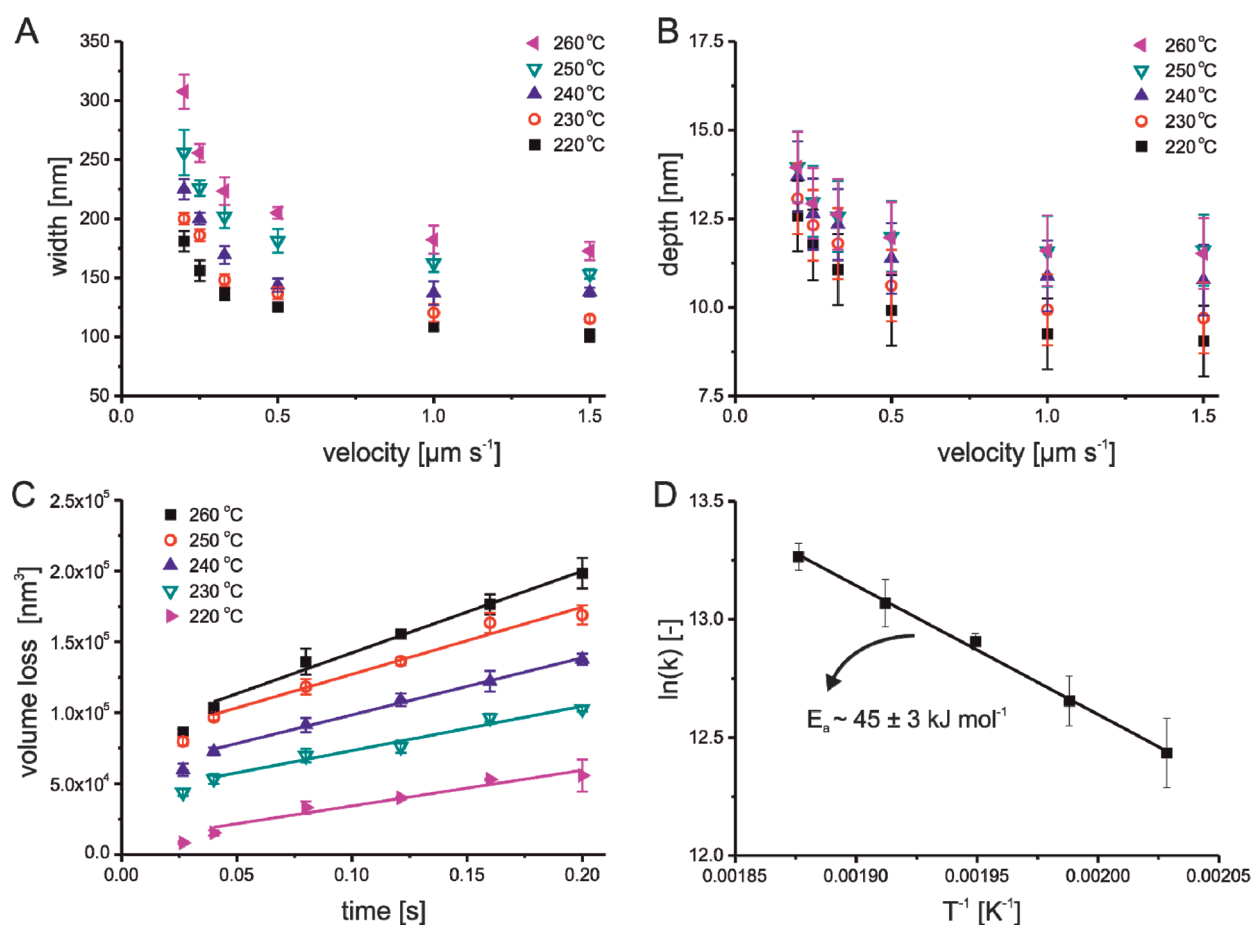 A
350
300
250
200
150
100
50
width [nm]
0.0
0.5
1.0
1.5
velocity [µm s⁻¹]
260 °C
250 °C
240 °C
230 °C
220 °C
B
17.5
15.0
12.5
10.0
7.5
depth [nm]
0.0
0.5
1.0
1.5
velocity [µm s⁻¹]
260 °C
250 °C
240 °C
230 °C
220 °C
C
2.5x10⁵
2.0x10⁵
1.5x10⁵
1.0x10⁵
5.0x10⁴
0.0
volume loss [nm³]
0.00
0.05
0.10
0.15
0.20
time [s]
260 °C
250 °C
240 °C
230 °C
220 °C
D
13.5
13.0
12.5
12.0
ln(k) [-]
Eₐ ~ 45 ± 3 kJ mol⁻¹
0.00185
0.00190
0.00195
0.00200
0.00205
T⁻¹ [K⁻¹]